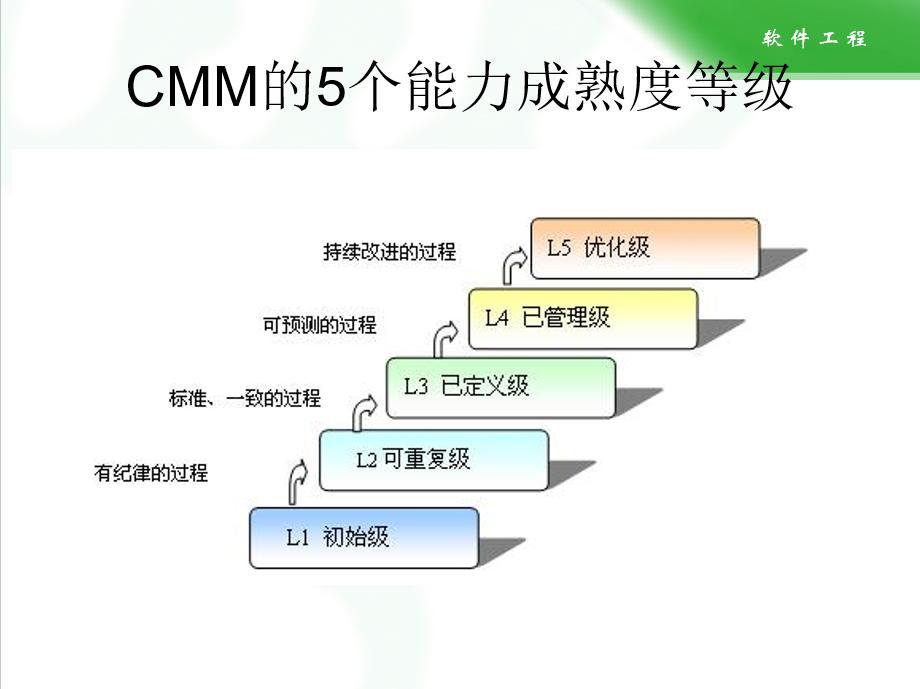 软件工程
CMM的5个能力成熟度等级
持续改进的过程
L5 优化级
可预测的过程
L4 已管理级
标准、一致的过程
L3 已定义级
有纪律的过程
L2可重复级
L1 初始级